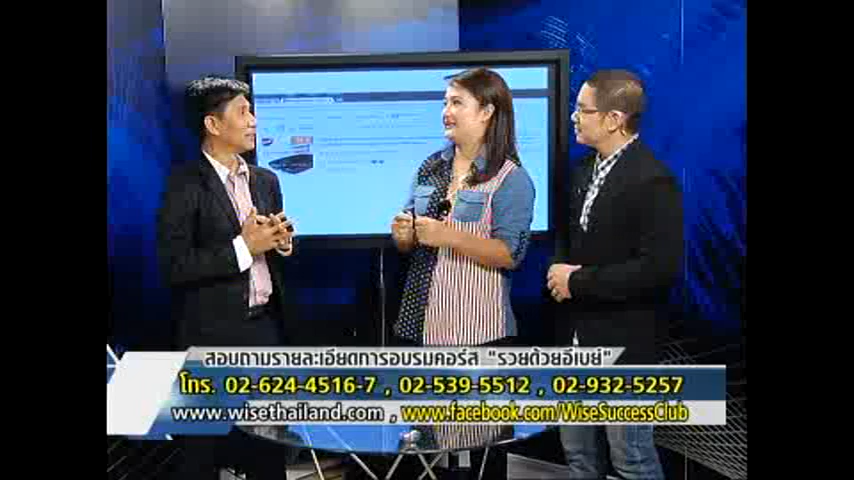 สอบถามรายละเอียดการอบรมคอร์ส "รวยด้วยอีเบย์"
โทร. 02-624-4516-7 , 02-539-5512 , 02-932-5257
www.wisethailand.com , www.facebook.com/WiseSuccessClub